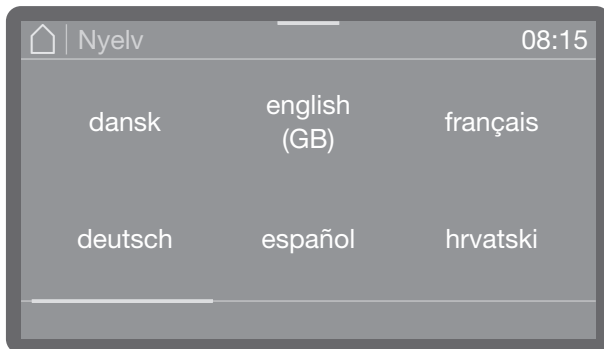 Nyelv 08:15
dansk
english
(GB)
français
deutsch
español
hrvatski